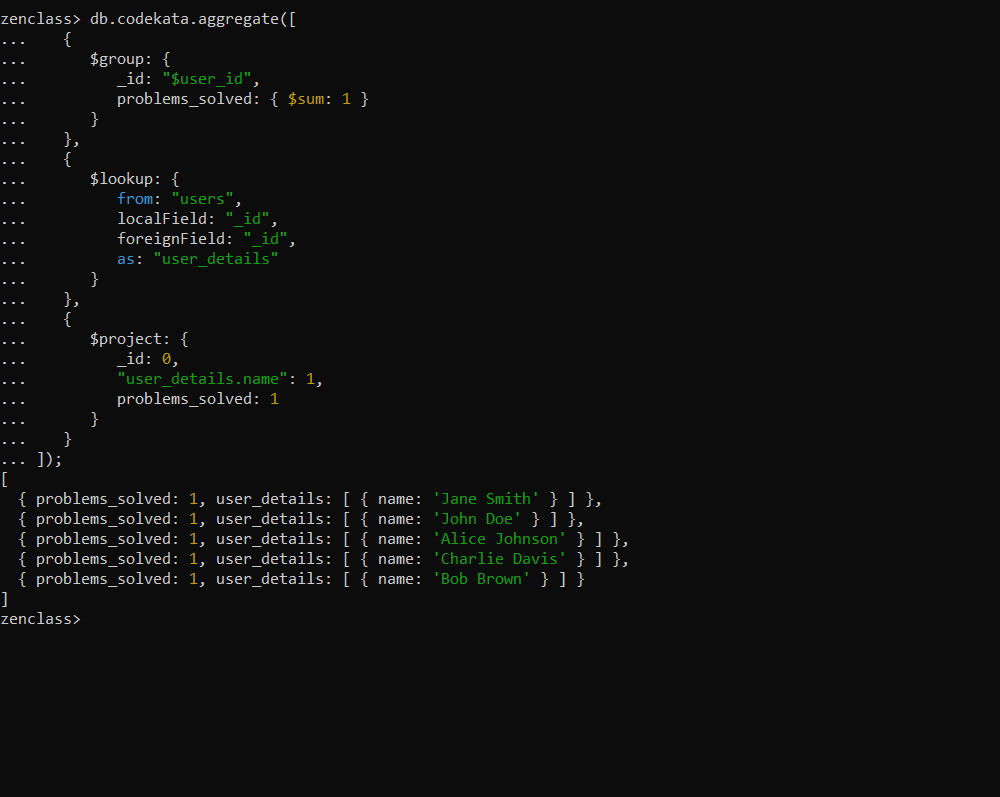 zenclass> db.codekata.aggregate([
...    {
...       $group: {
...          _id: "$user_id",
...          problems_solved: { $sum: 1 }
...       }
...    },
...    {
...       $lookup: {
...          from: "users",
...          localField: "_id",
...          foreignField: "_id",
...          as: "user_details"
...       }
...    },
...    {
...       $project: {
...          _id: 0,
...          "user_details.name": 1,
...          problems_solved: 1
...       }
...    }
... ]);
[
  { problems_solved: 1, user_details: [ { name: 'Jane Smith' } ] },
  { problems_solved: 1, user_details: [ { name: 'John Doe' } ] },
  { problems_solved: 1, user_details: [ { name: 'Alice Johnson' } ] },
  { problems_solved: 1, user_details: [ { name: 'Charlie Davis' } ] },
  { problems_solved: 1, user_details: [ { name: 'Bob Brown' } ] }
]
zenclass>